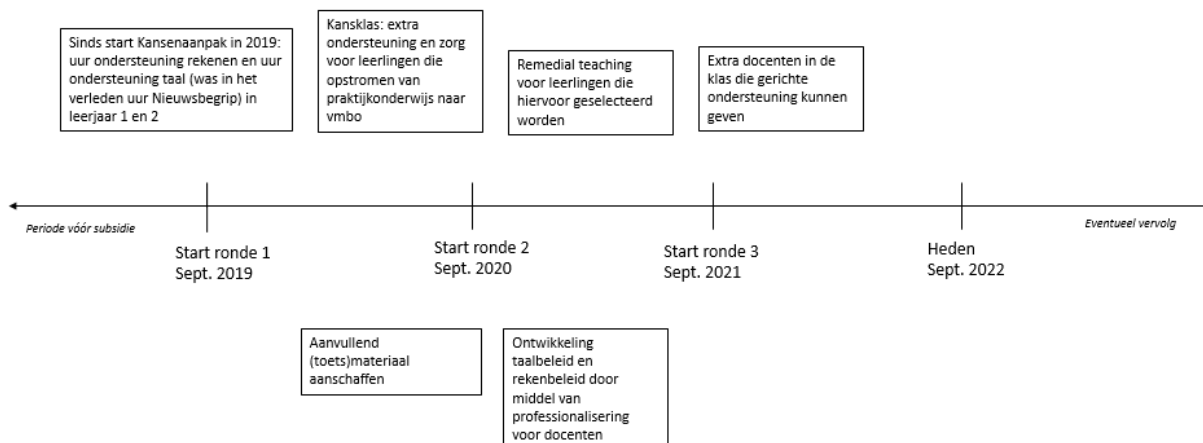 Sinds start Kansenaanpak in 2019:
uur ondersteuning rekenen en uur
ondersteuning taal (was in het
verleden uur Nieuwsbegrip) in
leerjaar 1 en 2
Kansklas: extra
ondersteuning en zorg
voor leerlingen die
opstromen van
praktijkonderwijs naar
vmbo
Remedial teaching
voor leerlingen die
hiervoor geselecteerd
worden
Extra docenten in de
klas die gerichte
ondersteuning kunnen
geven
Periode vóór subsidie
Eventueel vervolg
Start ronde 1
Sept. 2019
Start ronde 2
Sept. 2020
Start ronde 3
Sept. 2021
Heden
Sept. 2022
Aanvullend
(toets)materiaal
aanschaffen
Ontwikkeling
taalbeleid en
rekenbeleid door
middel van
professionalisering
voor docenten